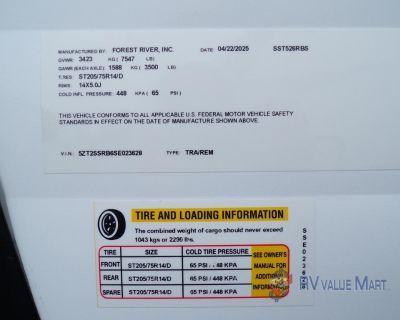 MANUFACTURED BY: FOREST RIVER, INC. DATE: 04/22/2025 SST526RBS
GVWR: 3423 KG ( 7547 LB)
GAWR (EACH AXLE): 1588 KG ( 3500 LB)
TIRES: ST205/75R14/D
RIMS: 14X5.0J
COLD INFL. PRESSURE: 448 KPA ( 65 PSI/)
THIS VEHICLE CONFORMS TO ALL APPLICABLE U.S. FEDERAL MOTOR VEHICLE SAFETY
STANDARDS IN EFFECT ON THE DATE OF MANUFACTURE SHOWN ABOVE.
V.I.N.: 5ZT2SSRB6SE023628 TYPE: TRA/REM
TIRE AND LOADING INFORMATION
The combined weight of cargo should never exceed
1043 kgs or 2296 lbs.
TIRE SIZE COLD TIRE PRESSURE
FRONT ST205/75R14/D 65 PSI / 448 KPA
REAR ST205/75R14/D 65 PSI / 448 KPA
SPARE ST205/75R14/D 65 PSI / 448 KPA
SEE OWNER'S
MANUAL FOR
ADDITIONAL
INFORMATION
RV VALUE MART